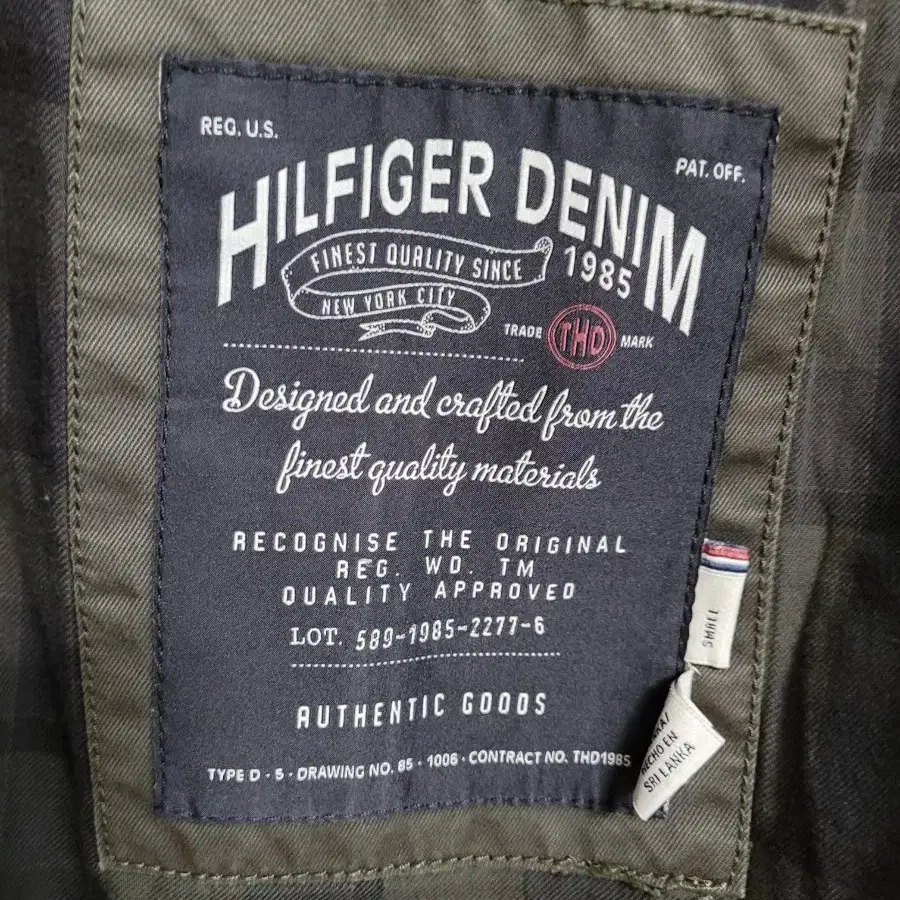 REG. U.S.
PAT. OFF.
HILFIGER DENIM
FINEST QUALITY SINCE
1985
NEW YORK CITY
TRADE THD MARK
Designed and crafted from the
finest quality materials
RECOGNISE THE ORIGINAL
REG. WD. TM
QUALITY APPROVED
LOT. 589-1985-2277-6
SMALL
AUTHENTIC GOODS
TYPE D - 5 - DRAWING NO. 85 - 1006 - CONTRACT NO. THD1985
EN
SRI LANKA